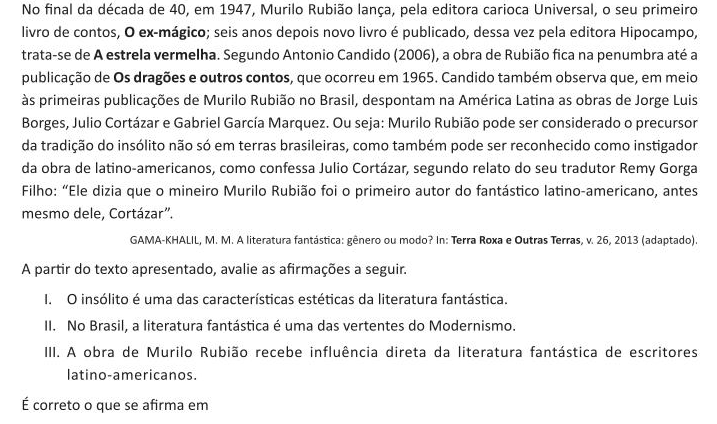 No final da década de 40, em 1947, Murilo Rubião lança, pela editora carioca Universal, o seu primeiro
livro de contos, O ex-mágico; seis anos depois novo livro é publicado, dessa vez pela editora Hipocampo,
trata-se de A estrela vermelha. Segundo Antonio Candido (2006), a obra de Rubião fica na penumbra até a
publicação de Os dragões e outros contos, que ocorreu em 1965. Candido também observa que, em meio
às primeiras publicações de Murilo Rubião no Brasil, despontam na América Latina as obras de Jorge Luis
Borges, Julio Cortázar e Gabriel García Marquez. Ou seja: Murilo Rubião pode ser considerado o precursor
da tradição do insólito não só em terras brasileiras, como também pode ser reconhecido como instigador
da obra de latino-americanos, como confessa Julio Cortázar, segundo relato do seu tradutor Remy Gorga
Filho: “Ele dizia que o mineiro Murilo Rubião foi o primeiro autor do fantástico latino-americano, antes
mesmo dele, Cortázar”.
GAMA-KHALIL, M. M. A literatura fantástica: gênero ou modo? In: Terra Roxa e Outras Terras, v. 26, 2013 (adaptado).
A partir do texto apresentado, avalie as afirmações a seguir.
I. O insólito é uma das características estéticas da literatura fantástica.
II. No Brasil, a literatura fantástica é uma das vertentes do Modernismo.
III. A obra de Murilo Rubião recebe influência direta da literatura fantástica de escritores
latino-americanos.
É correto o que se afirma em